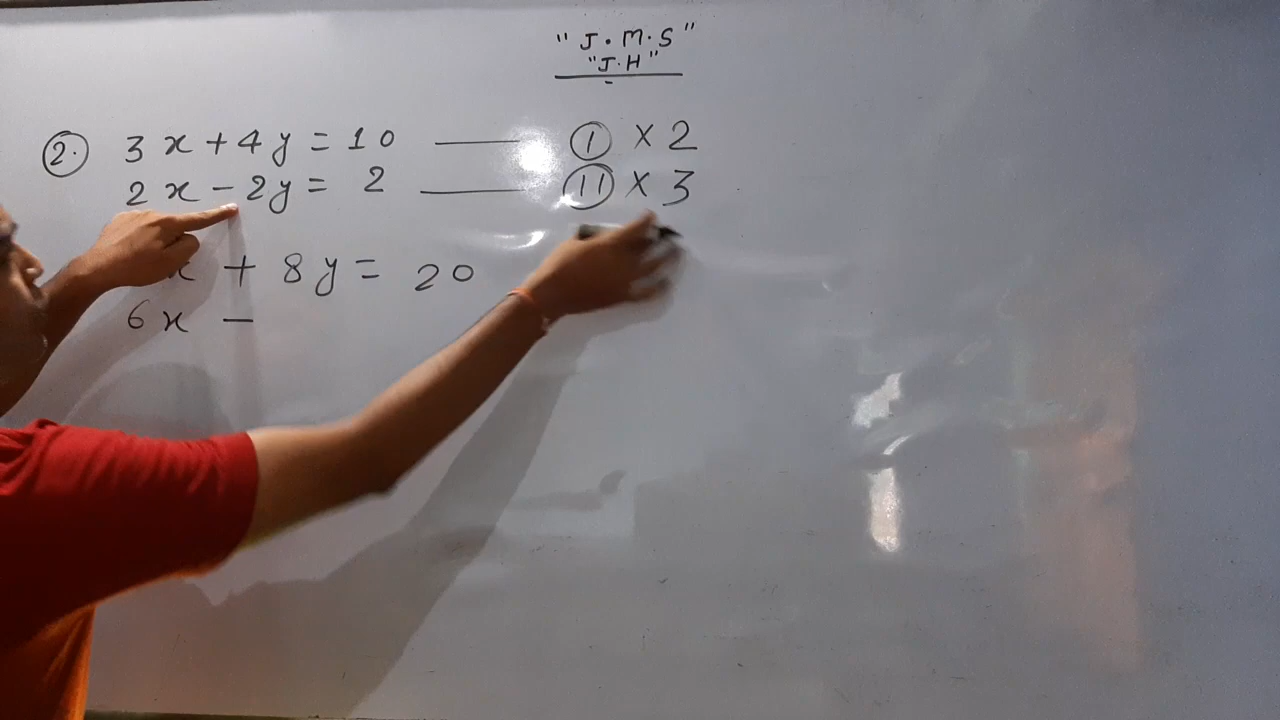 "J.M.S"
"J.H"
2. 3x+4y=10 —— 1 × 2
2x-2y= 2 —— 11 × 3
x + 8y= 20
6x -